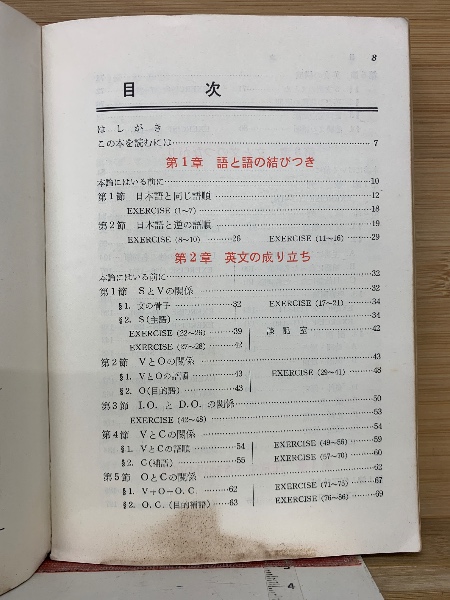 8
目 次
はしがき
この本を読むには 7
第1章 語と語の結びつき
本論にはいる前に 10
第1節 日本語と同じ語順 12
EXERCISE (1~7) 18
第2節 日本語と逆の語順 19
EXERCISE (8~10) 26 EXERCISE (11~16) 29
第2章 英文の成り立ち
本論にはいる前に 32
第1節 SとVの関係 32
§1. 文の骨子 32 EXERCISE (17~21) 34
§2. S(主語) 34
EXERCISE (22~26) 39 談話室 42
EXERCISE (27~28) 42
第2節 VとOの関係 43
§1. VとOの語順 43 EXERCISE (29~41) 48
§2. O(目的語) 43
第3節 I.O. と D.O. の関係 50
EXERCISE (42~48) 53
第4節 VとCの関係 54
§1. VとCの語順 54 EXERCISE (49~56) 59
§2. C(補語) 55 EXERCISE (57~70) 60
第5節 OとCの関係 62
§1. V+O+O.C. 62 EXERCISE (71~75) 67
§2. O.C.(目的補語) 63 EXERCISE (76~86) 69
4